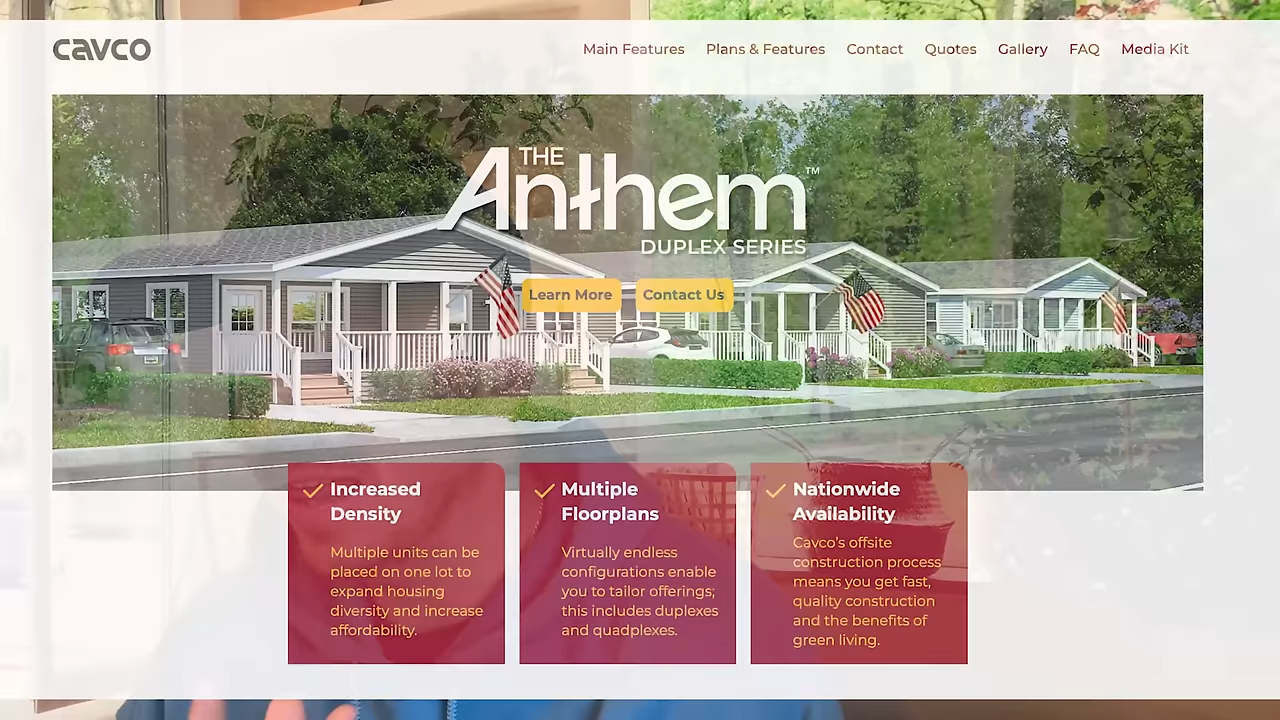 cavco
Main Features Plans & Features Contact Quotes Gallery FAQ Media Kit
THE
Anthem™
DUPLEX SERIES
Learn More Contact Us
Increased
Density
Multiple units can be
placed on one lot to
expand housing
diversity and increase
affordability.
Multiple
Floorplans
Virtually endless
configurations enable
you to tailor offerings;
this includes duplexes
and quadplexes.
Nationwide
Availability
Cavco's offsite
construction process
means you get fast,
quality construction
and the benefits of
green living.